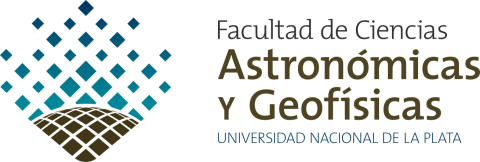 Facultad de Ciencias
Astronómicas
Y Geofísicas
UNIVERSIDAD NACIONAL DE LA PLATA